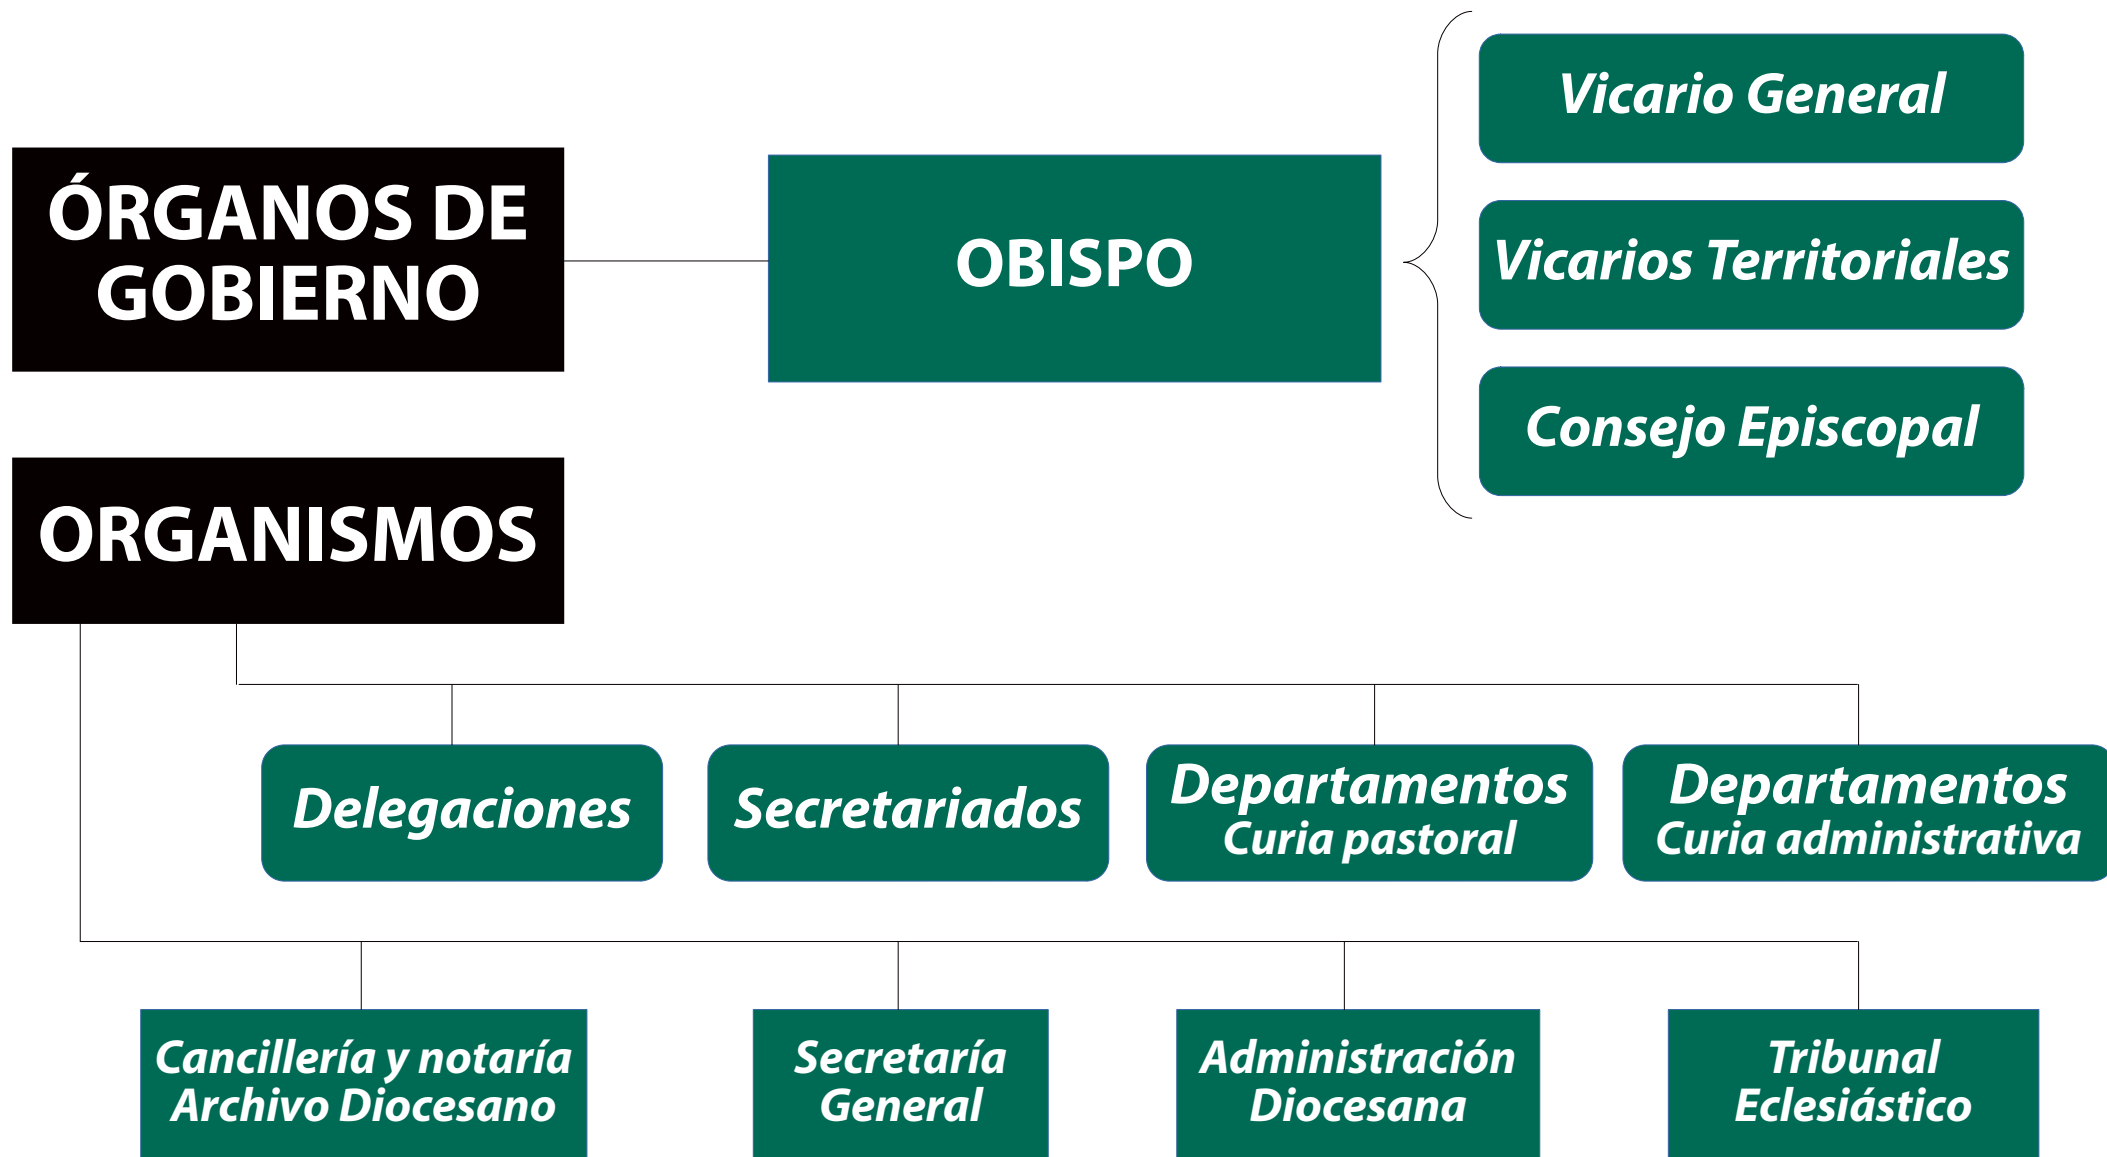 ÓRGANOS DE
GOBIERNO
OBISPO
Vicario General
Vicarios Territoriales
Consejo Episcopal
ORGANISMOS
Delegaciones
Secretariados
Departamentos
Curia pastoral
Departamentos
Curia administrativa
Cancillería y notaría
Archivo Diocesano
Secretaría
General
Administración
Diocesana
Tribunal
Eclesiástico